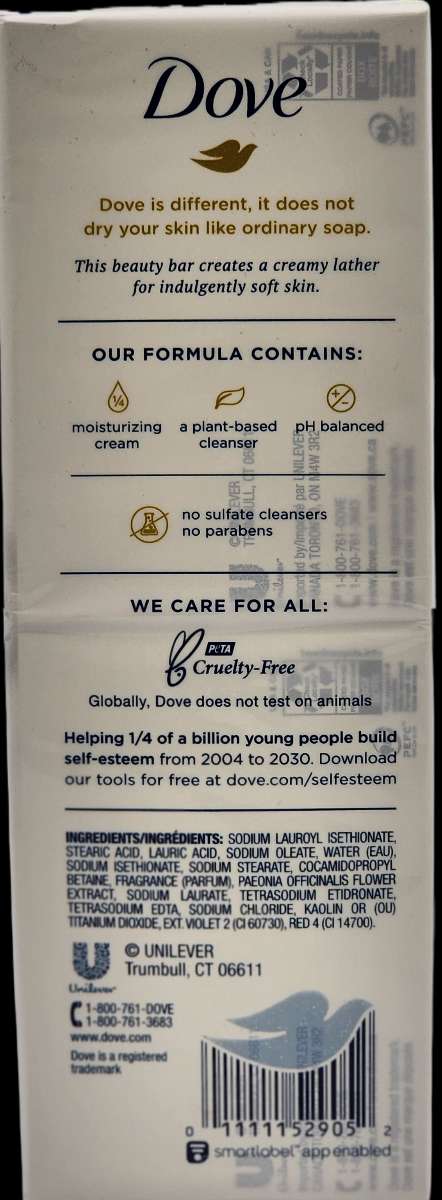 Dove
Dove is different, it does not
dry your skin like ordinary soap.
This beauty bar creates a creamy lather
for indulgently soft skin.
OUR FORMULA CONTAINS:
1/4
moisturizing
cream
a plant-based
cleanser
pH balanced
no sulfate cleansers
no parabens
WE CARE FOR ALL:
PETA
Cruelty-Free
Globally, Dove does not test on animals
Helping 1/4 of a billion young people build
self-esteem from 2004 to 2030. Download
our tools for free at dove.com/selfesteem
INGREDIENTS/INGRÉDIENTS: SODIUM LAUROYL ISETHIONATE,
STEARIC ACID, LAURIC ACID, SODIUM OLEATE, WATER (EAU),
SODIUM ISETHIONATE, SODIUM STEARATE, COCAMIDOPROPYL
BETAINE, FRAGRANCE (PARFUM), PAEONIA OFFICINALIS FLOWER
EXTRACT, SODIUM LAURATE, TETRASODIUM ETIDRONATE,
TETRASODIUM EDTA, SODIUM CHLORIDE, KAOLIN OR (OU)
TITANIUM DIOXIDE, EXT. VIOLET 2 (CI 60730), RED 4 (CI 14700).
© UNILEVER
Trumbull, CT 06611
Unilever
1-800-761-DOVE
1-800-761-3683
www.dove.com
Dove is a registered
trademark
0 11111 52905 2
smartlabel™ app enabled